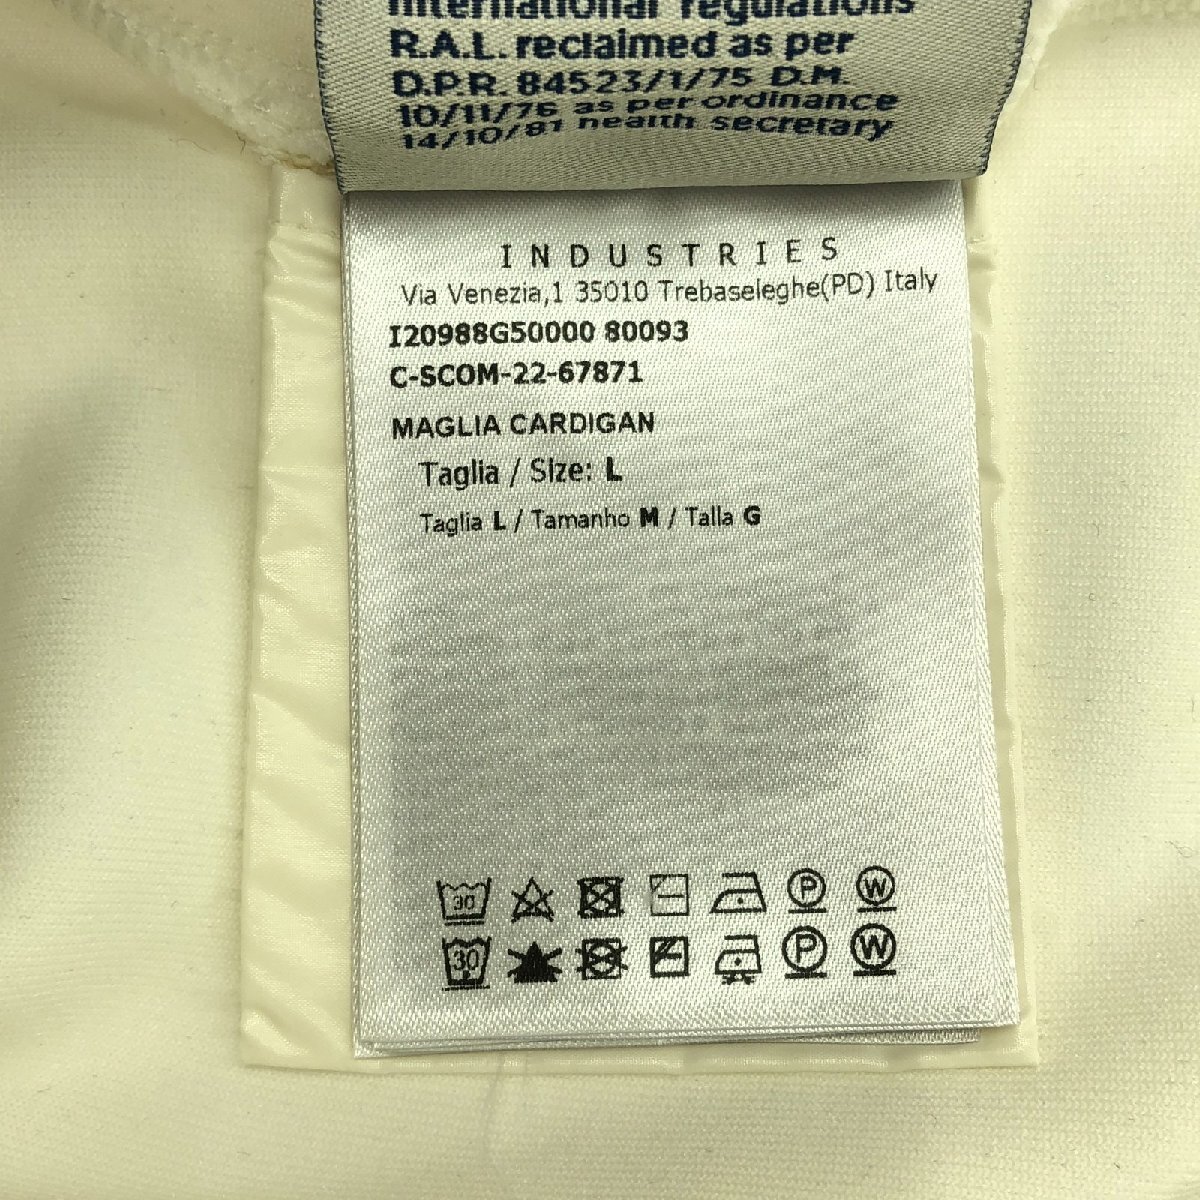 international regulations
R.A.L. reclaimed as per
D.P.R. 84523/1/75 D.M.
10/11/76 as per ordinance
14/10/81 health secretary
INDUSTRIES
Via Venezia,1 35010 Trebaseleghe(PD) Italy
I20988G50000 80093
C-SCOM-22-67871
MAGLIA CARDIGAN
Taglia / Size: L
Taglia L / Tamanho M / Talla G
30 P W
30 P W